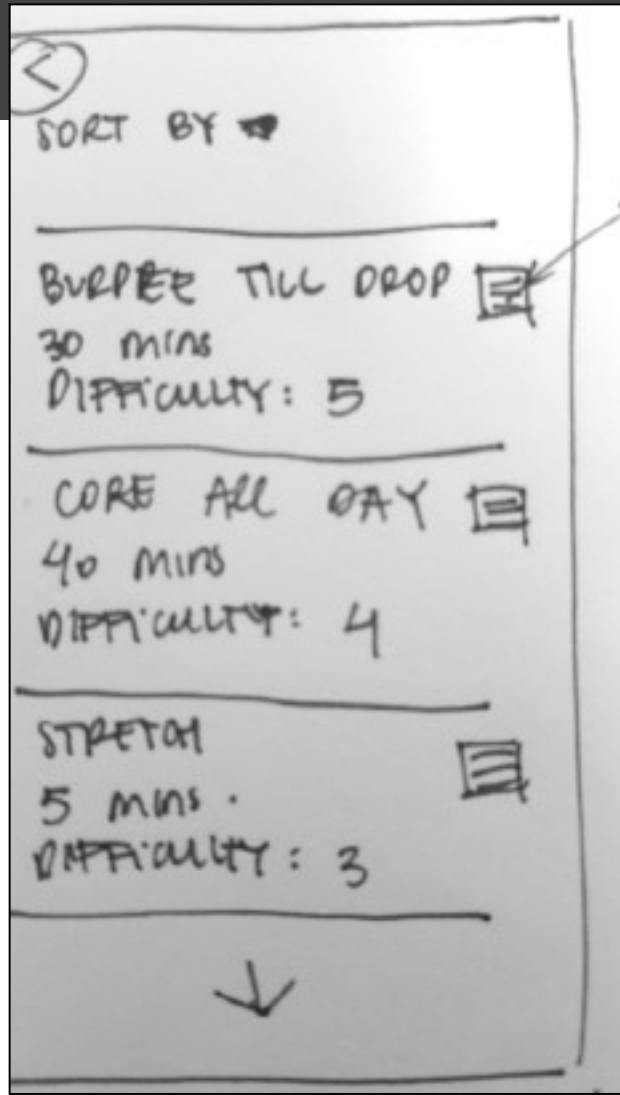 SORT BY
BURPEE TILL DROP
30 mins
DIFFICULTY: 5
CORE ALL DAY
40 mins
DIFFICULTY: 4
STRETCH
5 mins.
DIFFICULTY: 3